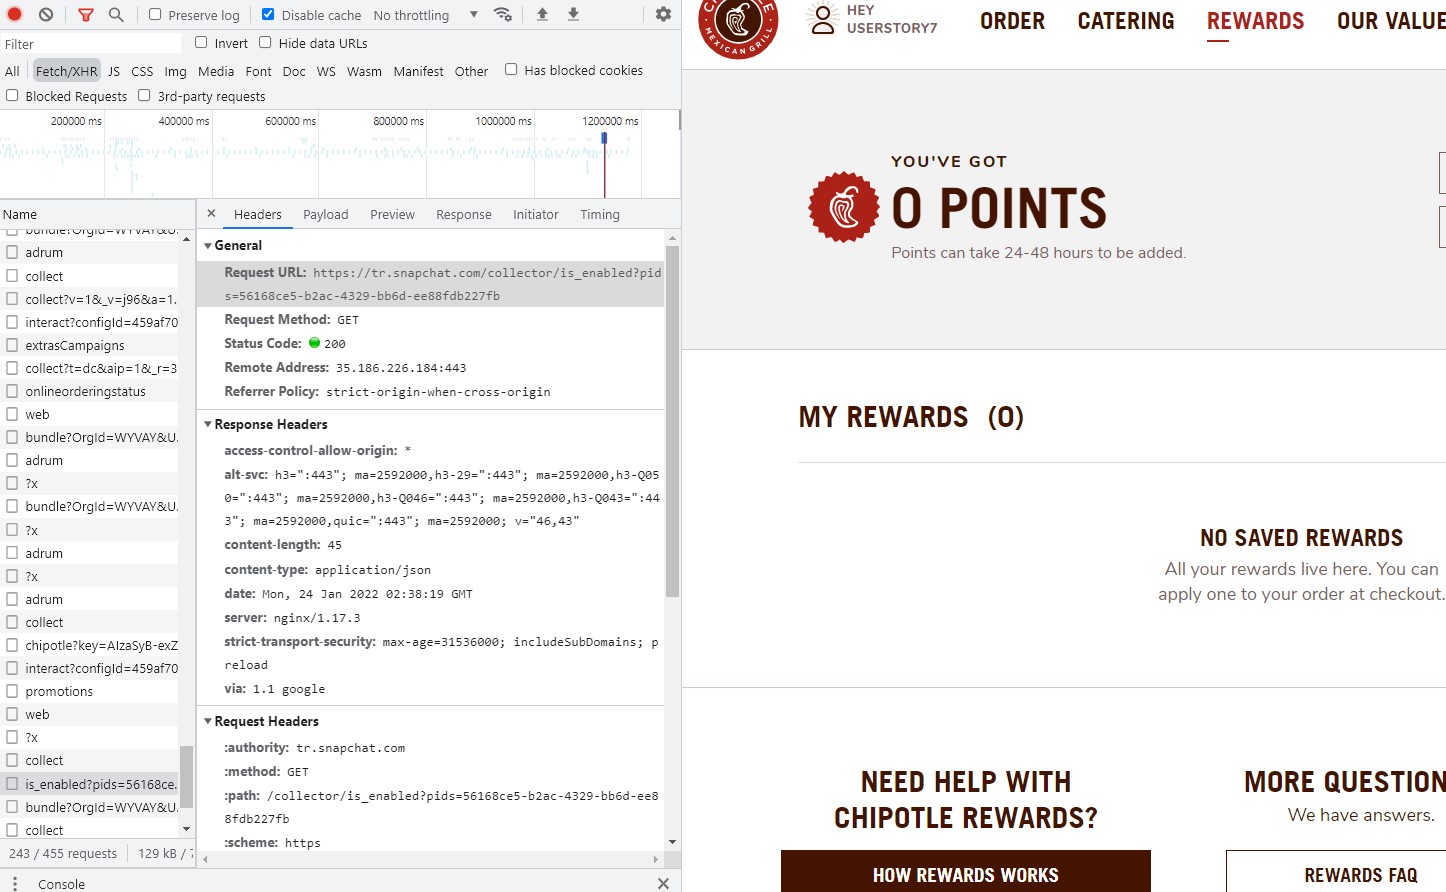 Preserve log
Disable cache
No throttling
Filter
Invert
Hide data URLs
All
Fetch/XHR
JS
CSS
Img
Media
Font
Doc
WS
Wasm
Manifest
Other
Has blocked cookies
Blocked Requests
3rd-party requests
200000 ms
400000 ms
600000 ms
800000 ms
1000000 ms
1200000 ms
Name
bundle?OrgId=WYVAY&U.
adrum
collect
collect?v=1&_v=j96&a=1.
interact?configId=459af70
extrasCampaigns
collect?t=dc&aip=1&_r=3
onlineorderingstatus
web
bundle?OrgId=WYVAY&U.
adrum
?x
bundle?OrgId=WYVAY&U.
?x
adrum
?x
adrum
collect
chipotle?key=AIzaSyB-exZ
interact?configId=459af70
promotions
web
?x
collect
is_enabled?pids=56168ce.
bundle?OrgId=WYVAY&U.
collect
243 / 455 requests
129 kB / 7
Console
× Headers Payload Preview Response Initiator Timing
General
Request URL: https://tr.snapchat.com/collector/is_enabled?pid
s=56168ce5-b2ac-4329-bb6d-ee88fdb227fb
Request Method: GET
Status Code: 200
Remote Address: 35.186.226.184:443
Referrer Policy: strict-origin-when-cross-origin
Response Headers
access-control-allow-origin: *
alt-svc: h3=":443"; ma=2592000,h3-29=":443"; ma=2592000,h3-Q05
0=":443"; ma=2592000,h3-Q046=":443"; ma=2592000,h3-Q043=":44
3"; ma=2592000,quic=":443"; ma=2592000; v="46,43"
content-length: 45
content-type: application/json
date: Mon, 24 Jan 2022 02:38:19 GMT
server: nginx/1.17.3
strict-transport-security: max-age=31536000; includeSubDomains; p
reload
via: 1.1 google
Request Headers
:authority: tr.snapchat.com
:method: GET
:path: /collector/is_enabled?pids=56168ce5-b2ac-4329-bb6d-ee8
8fdb227fb
:scheme: https
MEXICAN GRILL
HEY
USERSTORY7
ORDER
CATERING
REWARDS
OUR VALUE
YOU'VE GOT
0 POINTS
Points can take 24-48 hours to be added.
MY REWARDS (0)
NO SAVED REWARDS
All your rewards live here. You can
apply one to your order at checkout.
NEED HELP WITH
CHIPOTLE REWARDS?
HOW REWARDS WORKS
MORE QUESTION
We have answers.
REWARDS FAQ